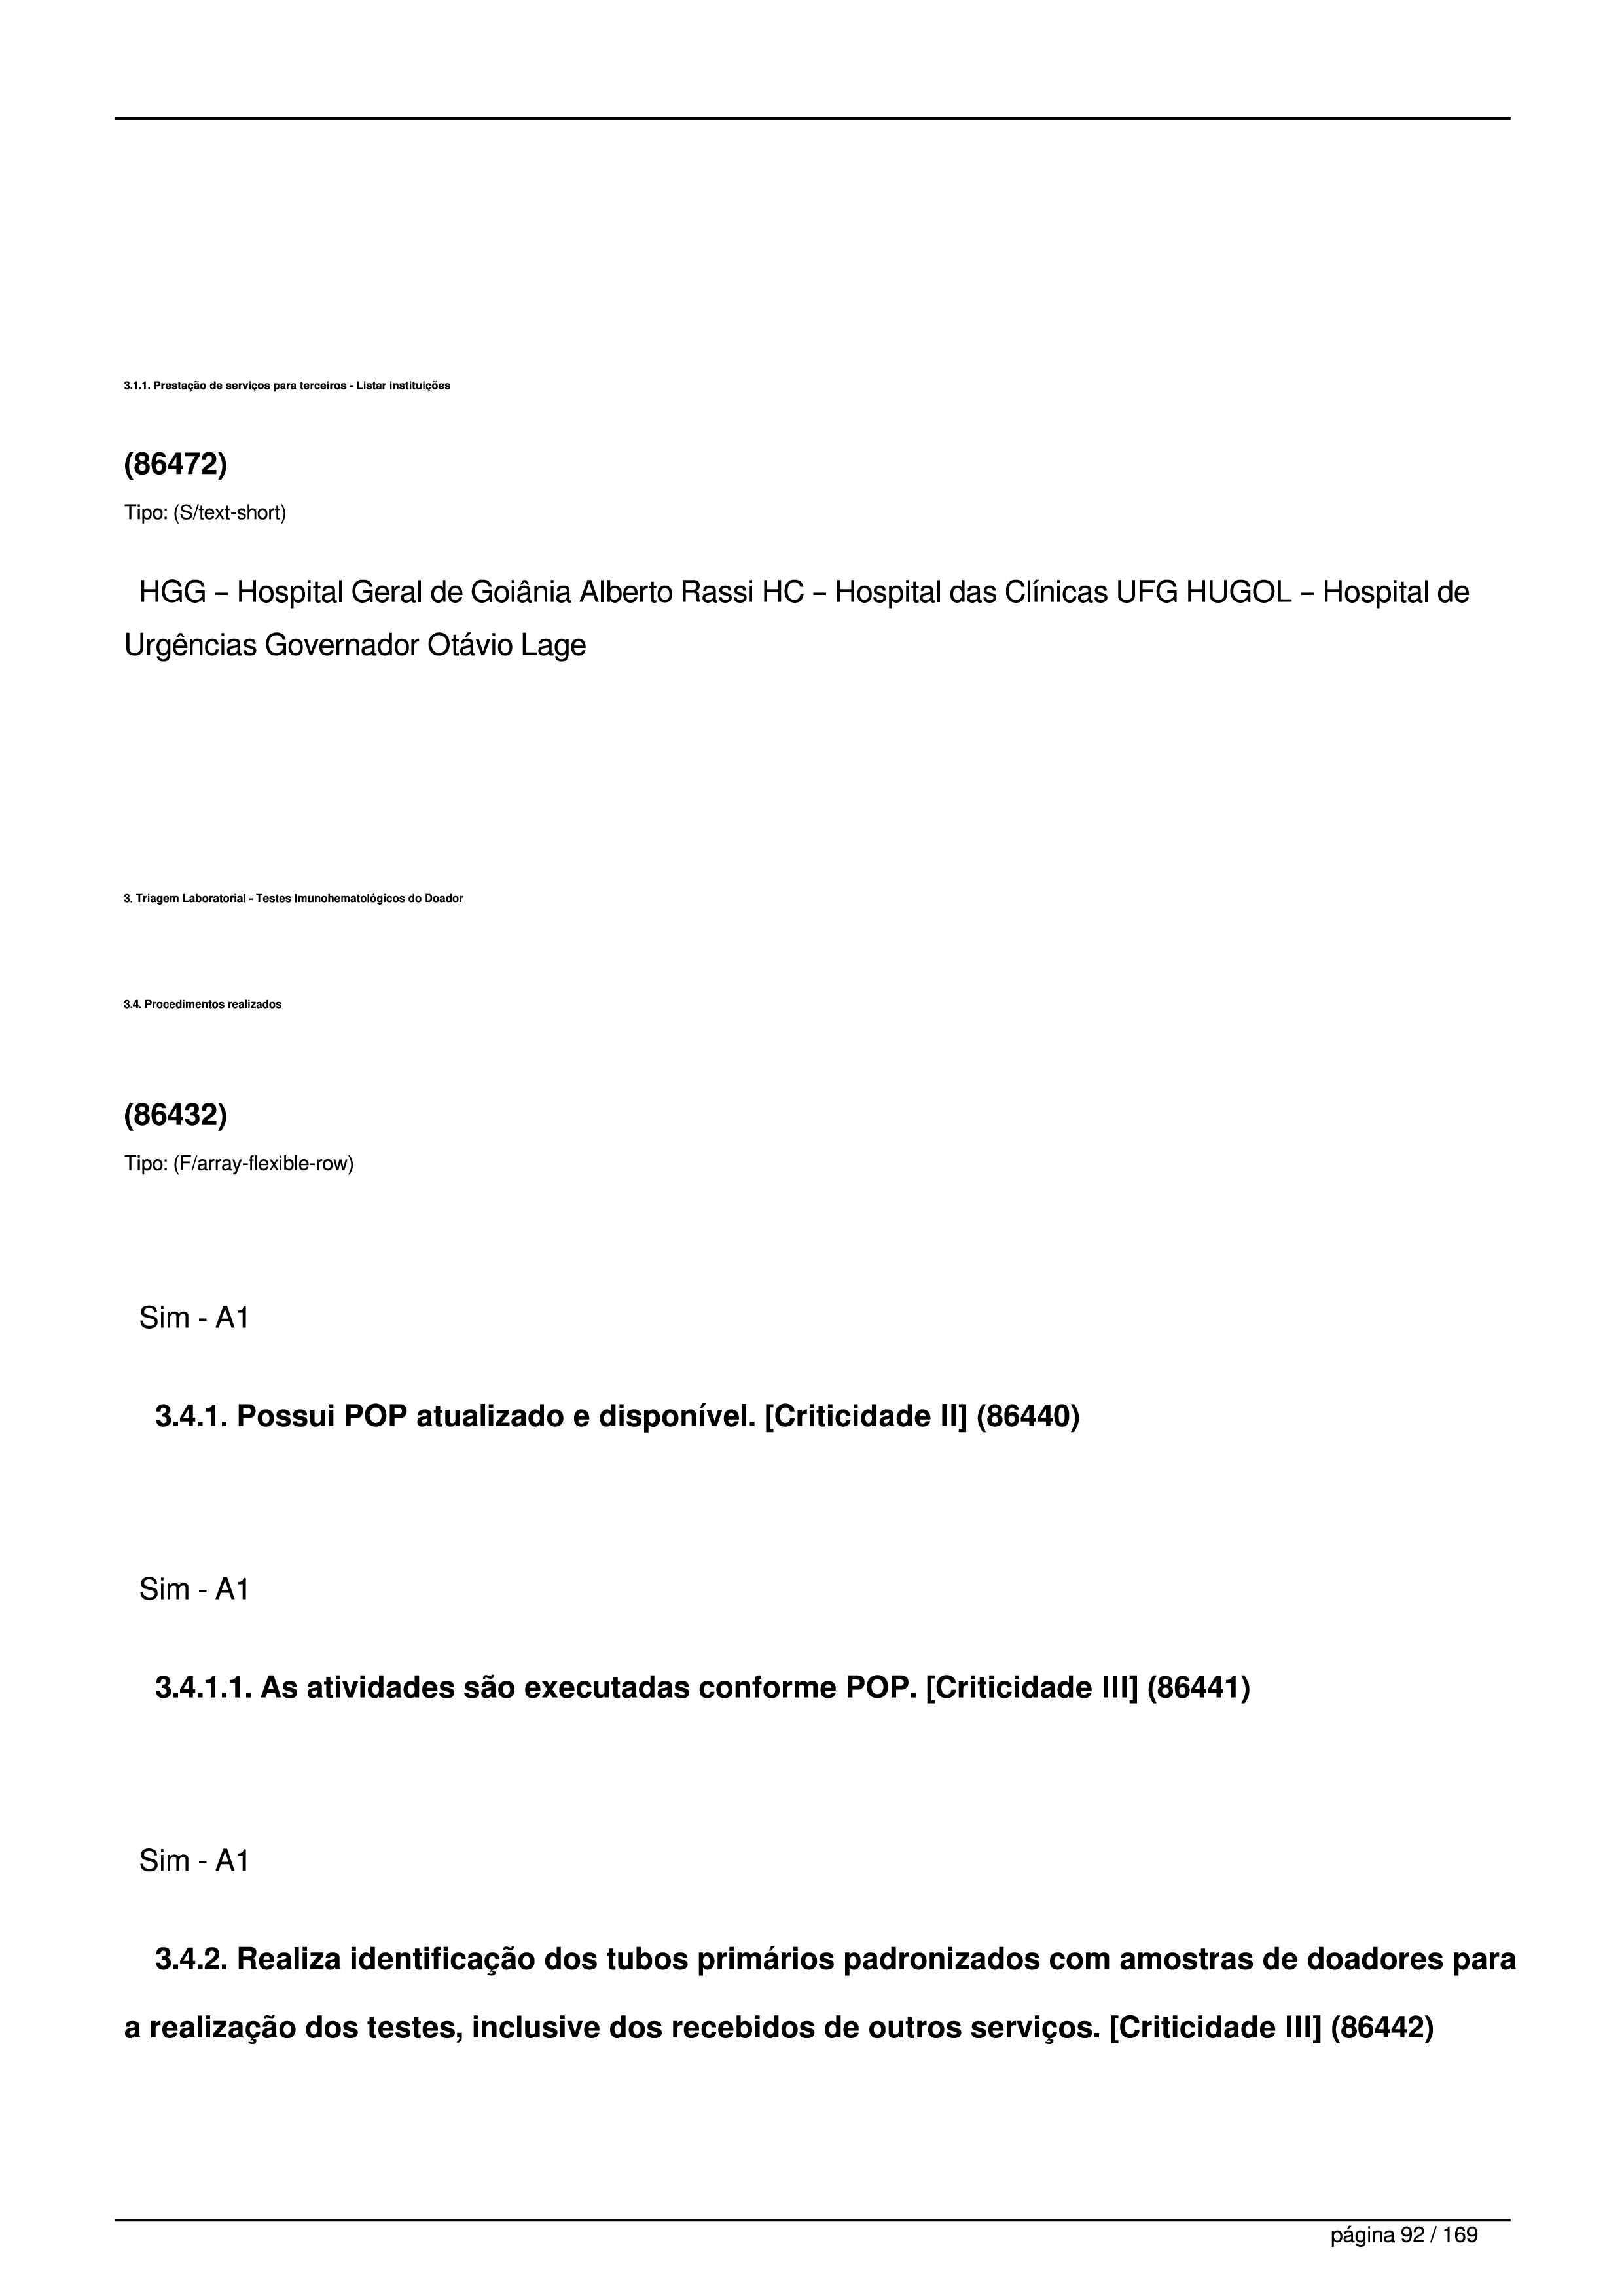 3.1.1. Prestação de serviços para terceiros - Listar instituições
(86472)
Tipo: (S/text-short)
HGG – Hospital Geral de Goiânia Alberto Rassi HC – Hospital das Clínicas UFG HUGOL – Hospital de
Urgências Governador Otávio Lage
3. Triagem Laboratorial - Testes Imunohematológicos do Doador
3.4. Procedimentos realizados
(86432)
Tipo: (F/array-flexible-row)
Sim - A1
3.4.1. Possui POP atualizado e disponível. [Criticidade II] (86440)
Sim - A1
3.4.1.1. As atividades são executadas conforme POP. [Criticidade III] (86441)
Sim - A1
3.4.2. Realiza identificação dos tubos primários padronizados com amostras de doadores para
a realização dos testes, inclusive dos recebidos de outros serviços. [Criticidade III] (86442)
página 92 / 169